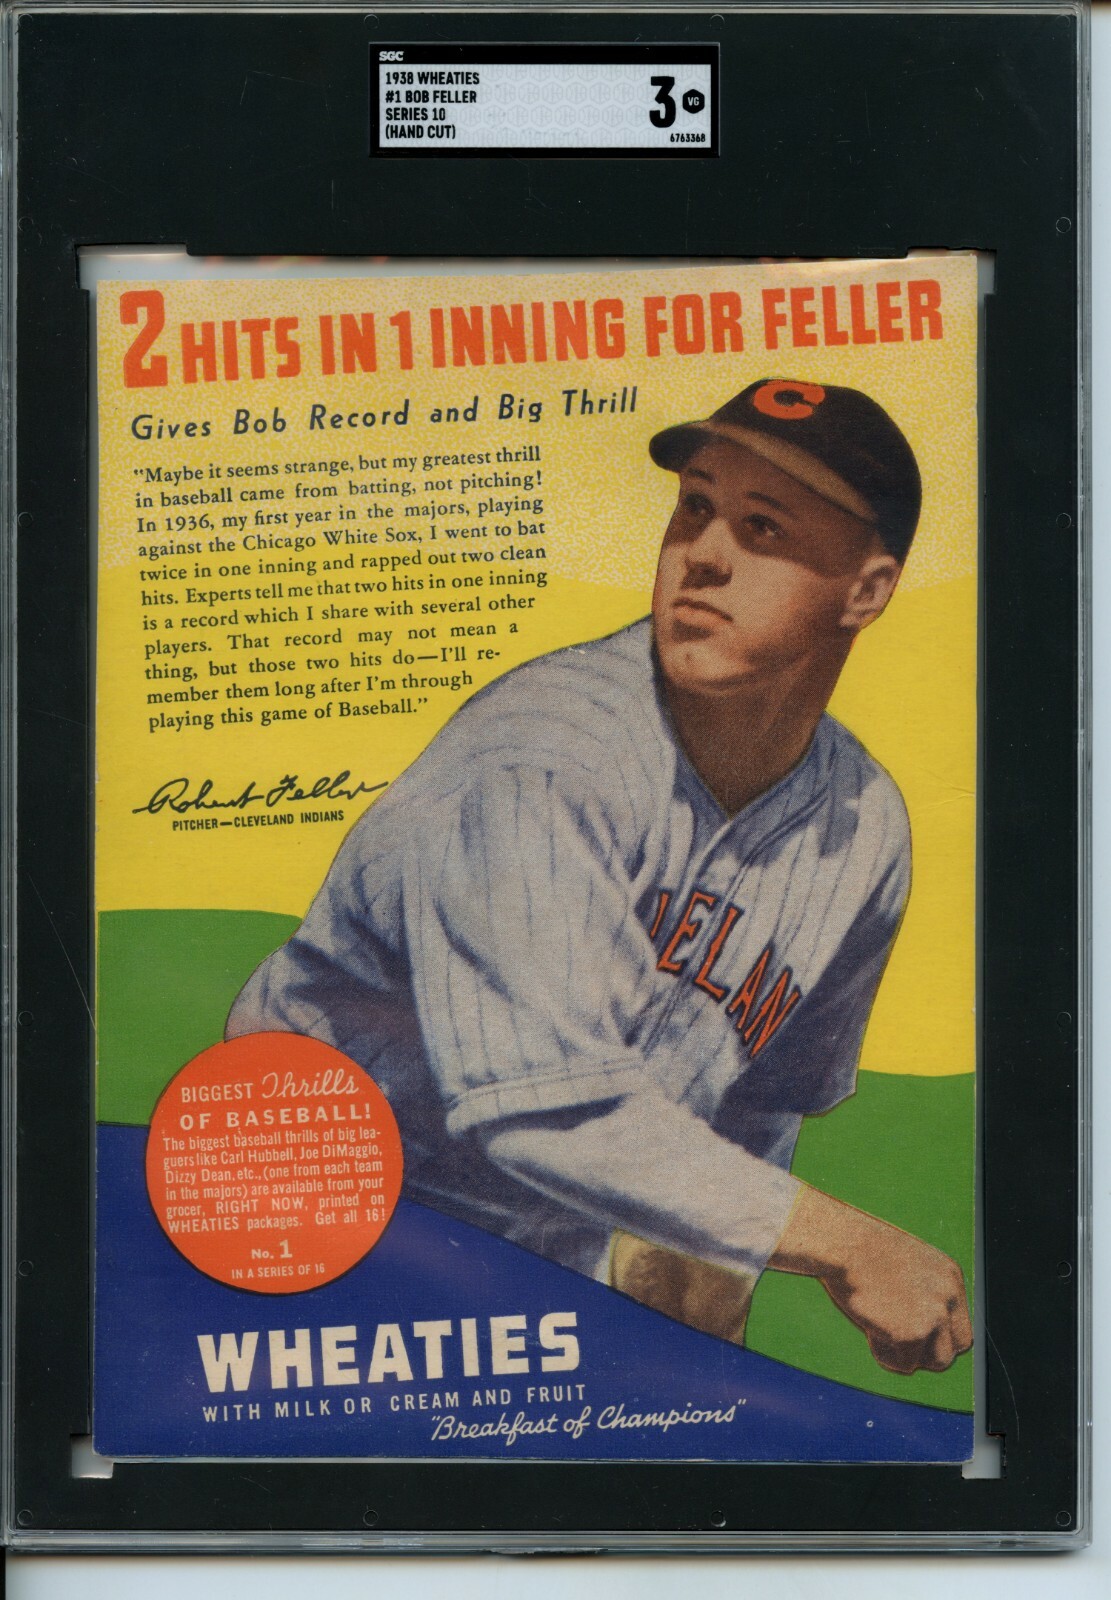 SGC
1938 WHEATIES
#1 BOB FELLER
SERIES 10
(HAND CUT)
3
VG
6763368
2 HITS IN 1 INNING FOR FELLER
Gives Bob Record and Big Thrill
"Maybe it seems strange, but my greatest thrill
in baseball came from batting, not pitching!
In 1936, my first year in the majors, playing
against the Chicago White Sox, I went to bat
twice in one inning and rapped out two clean
hits. Experts tell me that two hits in one inning
is a record which I share with several other
players. That record may not mean a
thing, but those two hits do—I'll re-
member them long after I'm through
playing this game of Baseball."
Robert Feller
PITCHER—CLEVELAND INDIANS
C
ELAN
BIGGEST Thrills
OF BASEBALL!
The biggest baseball thrills of big lea-
guers like Carl Hubbell, Joe DiMaggio,
Dizzy Dean, etc., (one from each team
in the majors) are available from your
grocer, RIGHT NOW, printed on
WHEATIES packages. Get all 16!
No. 1
IN A SERIES OF 16
WHEATIES
WITH MILK OR CREAM AND FRUIT
"Breakfast of Champions"